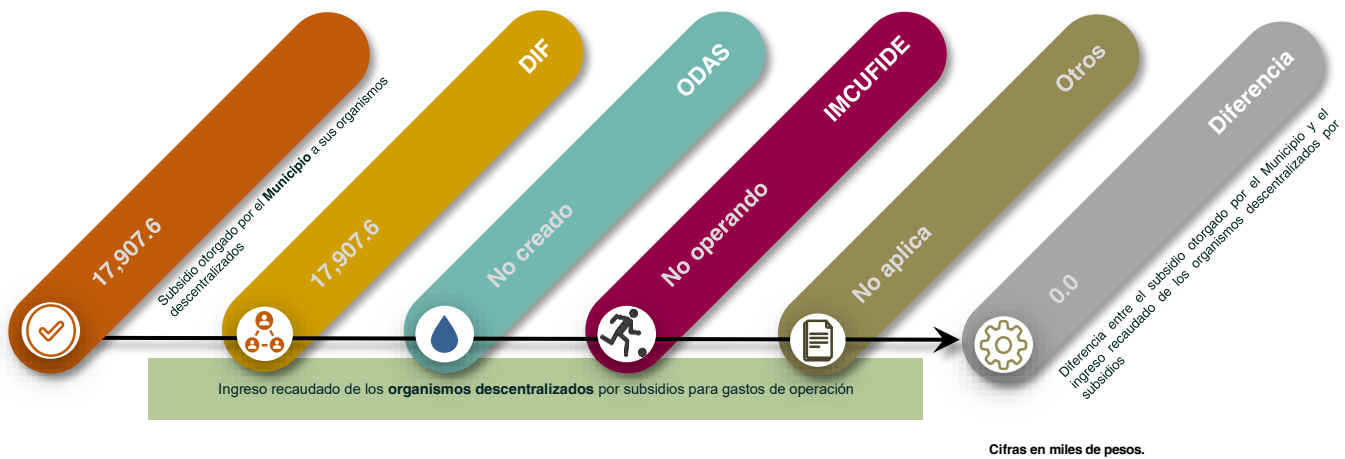 17,907.6
Subsidio otorgado por el Municipio a sus organismos
descentralizados
DIF
17,907.6
ODAS
No creado
IMCUFIDE
No operando
Otros
No aplica
Diferencia
0.0
Diferencia entre el subsidio otorgado por el Municipio y el
ingreso recaudado de los organismos descentralizados por
subsidios
Ingreso recaudado de los organismos descentralizados por subsidios para gastos de operación
Cifras en miles de pesos.